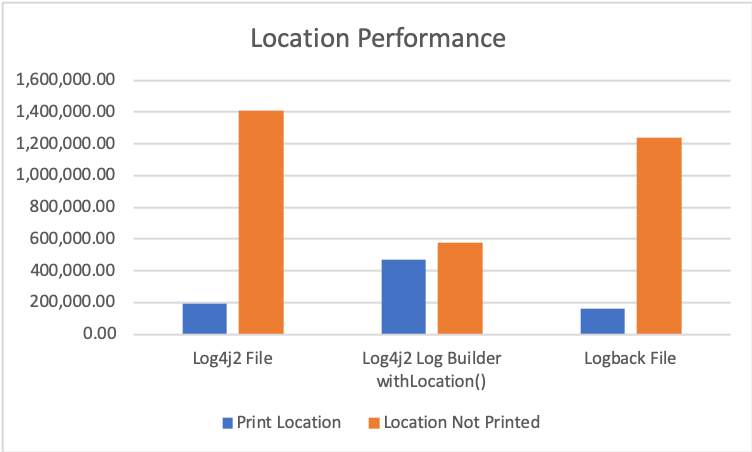 Location Performance
1,600,000.00
1,400,000.00
1,200,000.00
1,000,000.00
800,000.00
600,000.00
400,000.00
200,000.00
0.00
Log4j2 File
Log4j2 Log Builder
withLocation()
Logback File
Print Location
Location Not Printed